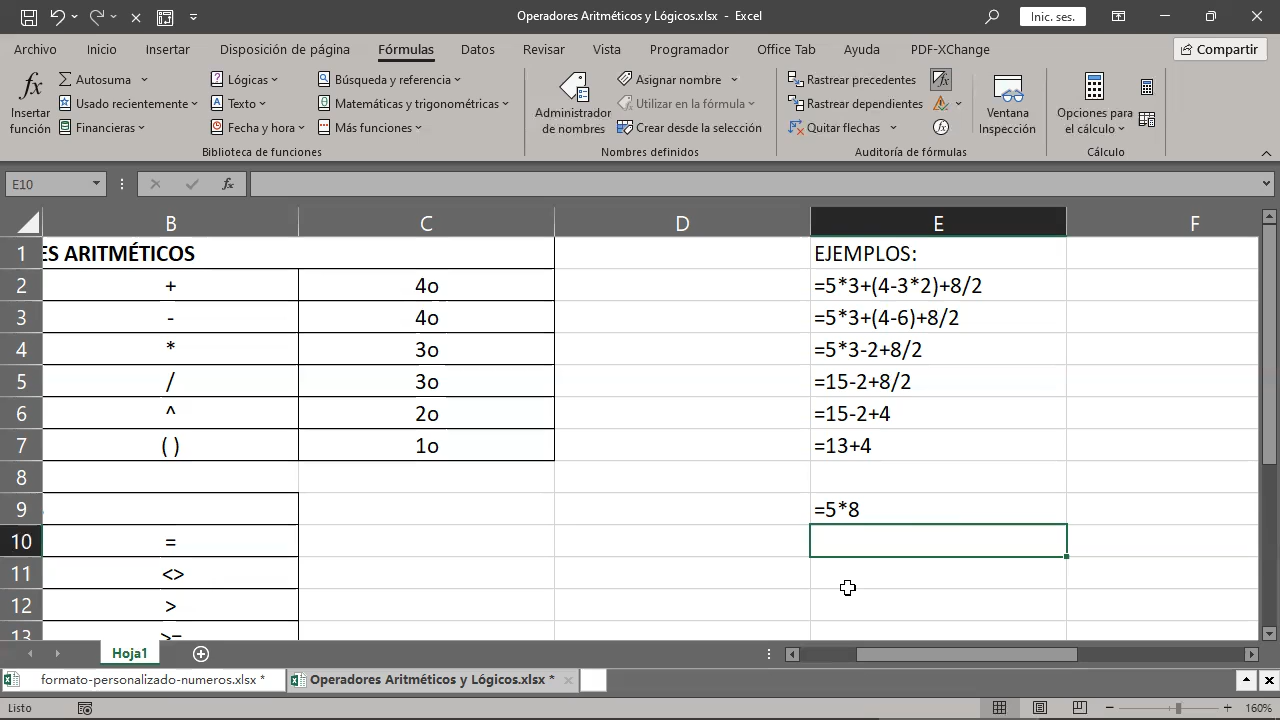 Operadores Aritméticos y Lógicos.xlsx - Excel
Inic. ses.
Archivo Inicio Insertar Disposición de página Fórmulas Datos Revisar Vista Programador Office Tab Ayuda PDF-XChange Compartir
fx Insertar función
Autosuma
Usado recientemente
Financieras
Lógicas
Texto
Fecha y hora
Búsqueda y referencia
Matemáticas y trigonométricas
Más funciones
Biblioteca de funciones
Administrador de nombres
Asignar nombre
Utilizar en la fórmula
Crear desde la selección
Nombres definidos
Rastrear precedentes
Rastrear dependientes
Quitar flechas
Auditoría de fórmulas
Ventana Inspección
Opciones para el cálculo
Cálculo
E10 fx
B C D E F
1 ES ARITMÉTICOS EJEMPLOS:
2 + 4o =5*3+(4-3*2)+8/2
3 - 4o =5*3+(4-6)+8/2
4 * 3o =5*3-2+8/2
5 / 3o =15-2+8/2
6 ^ 2o =15-2+4
7 ( ) 1o =13+4
8
9 =5*8
10 =
11 <>
12 >
13 >=
Hoja1
formato-personalizado-numeros.xlsx * Operadores Aritméticos y Lógicos.xlsx *
Listo 160%